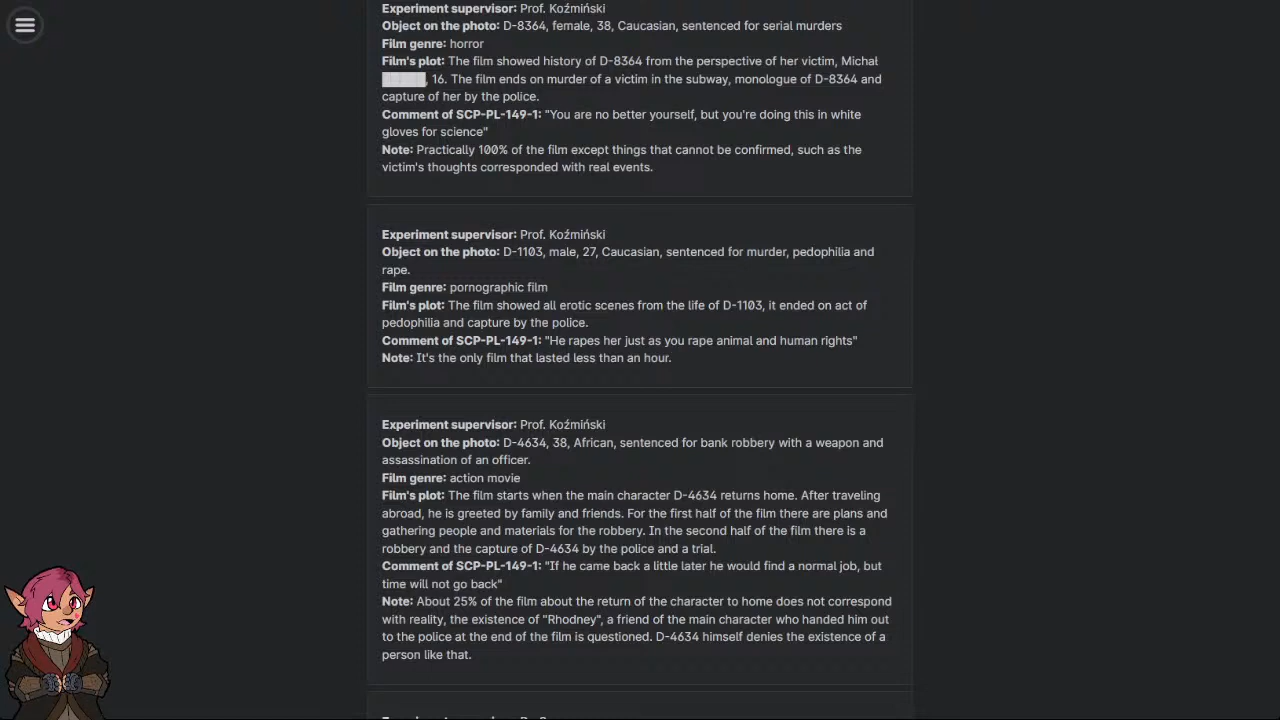 Experiment supervisor: Prof. Koźmiński
Object on the photo: D-8364, female, 38, Caucasian, sentenced for serial murders
Film genre: horror
Film's plot: The film showed history of D-8364 from the perspective of her victim, Michał
█████, 16. The film ends on murder of a victim in the subway, monologue of D-8364 and
capture of her by the police.
Comment of SCP-PL-149-1: "You are no better yourself, but you're doing this in white
gloves for science"
Note: Practically 100% of the film except things that cannot be confirmed, such as the
victim's thoughts corresponded with real events.
Experiment supervisor: Prof. Koźmiński
Object on the photo: D-1103, male, 27, Caucasian, sentenced for murder, pedophilia and
rape.
Film genre: pornographic film
Film's plot: The film showed all erotic scenes from the life of D-1103, it ended on act of
pedophilia and capture by the police.
Comment of SCP-PL-149-1: "He rapes her just as you rape animal and human rights"
Note: It's the only film that lasted less than an hour.
Experiment supervisor: Prof. Koźmiński
Object on the photo: D-4634, 38, African, sentenced for bank robbery with a weapon and
assassination of an officer.
Film genre: action movie
Film's plot: The film starts when the main character D-4634 returns home. After traveling
abroad, he is greeted by family and friends. For the first half of the film there are plans and
gathering people and materials for the robbery. In the second half of the film there is a
robbery and the capture of D-4634 by the police and a trial.
Comment of SCP-PL-149-1: "If he came back a little later he would find a normal job, but
time will not go back"
Note: About 25% of the film about the return of the character to home does not correspond
with reality, the existence of "Rhodney", a friend of the main character who handed him out
to the police at the end of the film is questioned. D-4634 himself denies the existence of a
person like that.